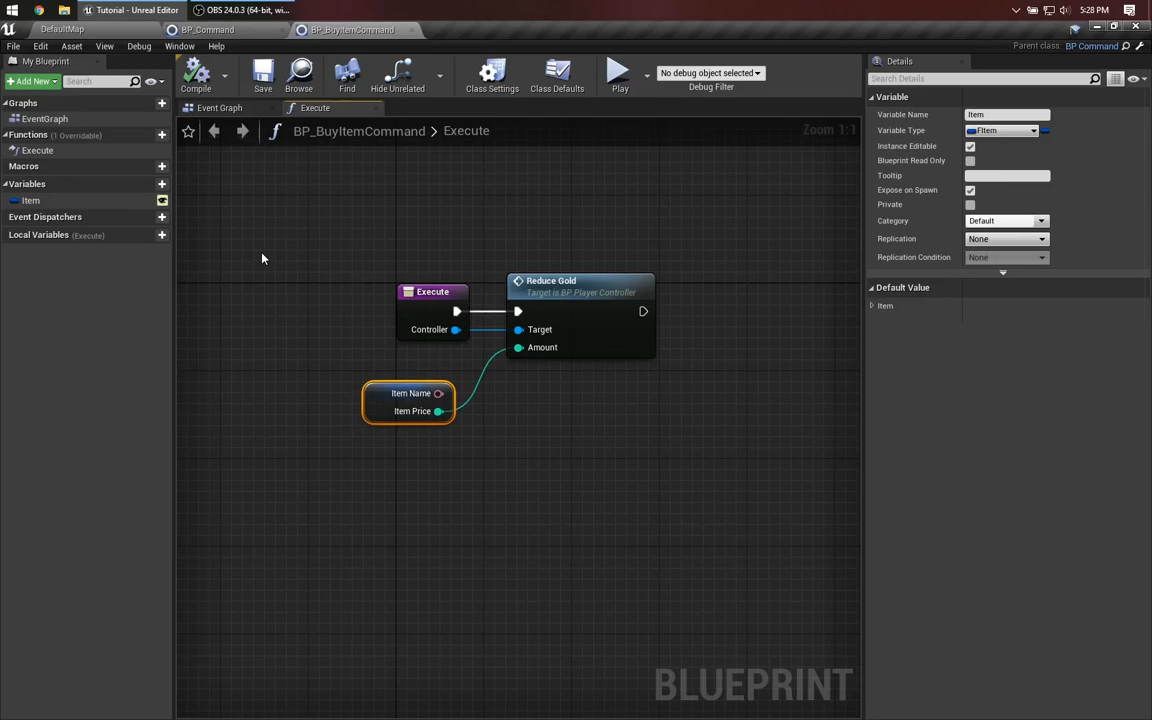 Tutorial - Unreal Editor
OBS 24.0.3 (64-bit, wi...
5:28 PM
DefaultMap
BP_Command
BP_BuyItemCommand
File Edit Asset View Debug Window Help
Parent class: BP Command
My Blueprint
Add New
Search
Graphs
EventGraph
Functions (1 Overridable)
Execute
Macros
Variables
Item
Event Dispatchers
Local Variables (Execute)
Compile
Save
Browse
Find
Hide Unrelated
Class Settings
Class Defaults
Play
No debug object selected
Debug Filter
Event Graph
Execute
BP_BuyItemCommand > Execute
Zoom 1:1
Execute
Controller
Reduce Gold
Target is BP Player Controller
Target
Amount
Item Name
Item Price
BLUEPRINT
Details
Search Details
Variable
Variable Name Item
Variable Type FItem
Instance Editable
Blueprint Read Only
Tooltip
Expose on Spawn
Private
Category Default
Replication None
Replication Condition None
Default Value
Item